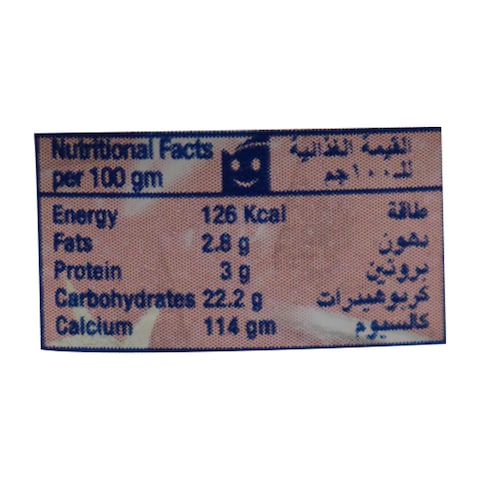 Nutritional Facts القيمة الغذائية
per 100 gm للـ١٠٠جم
Energy 126 Kcal طاقة
Fats 2.8 g دهون
Protein 3 g بروتين
Carbohydrates 22.2 g كربوهيدرات
Calcium 114 gm كالسيوم